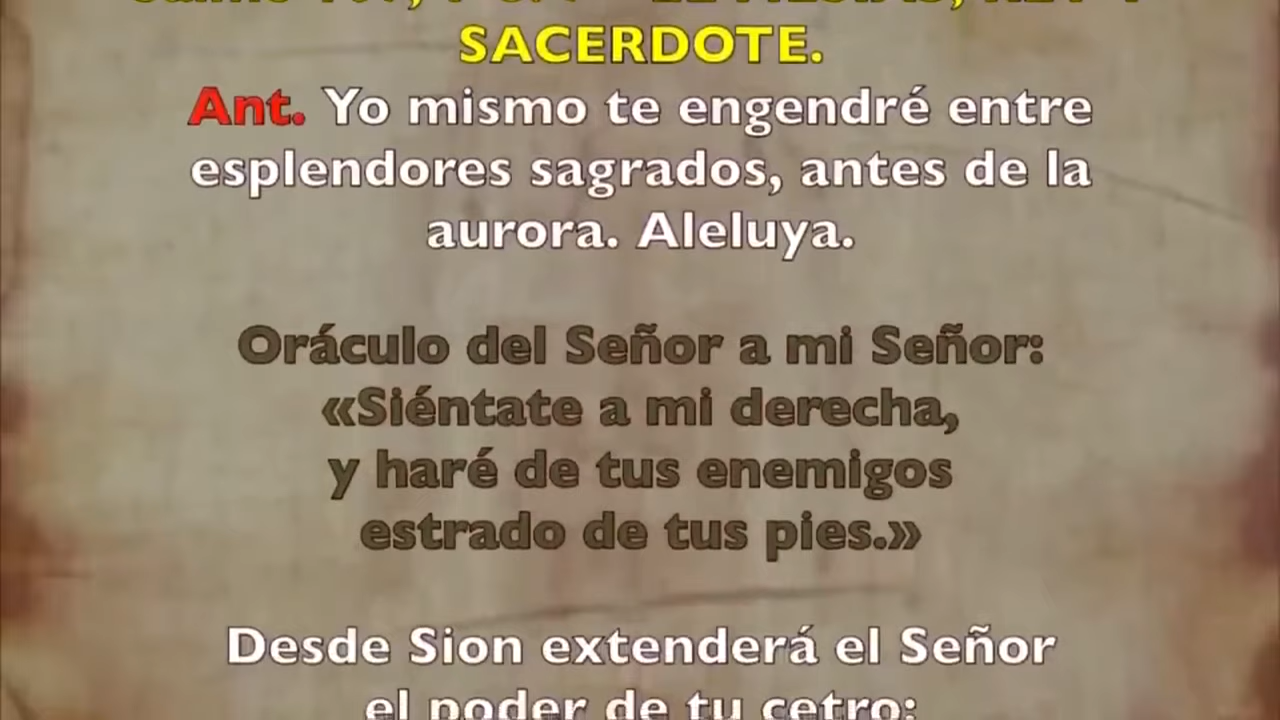 SACERDOTE.
Ant. Yo mismo te engendré entre
esplendores sagrados, antes de la
aurora. Aleluya.
Oráculo del Señor a mi Señor:
«Siéntate a mi derecha,
y haré de tus enemigos
estrado de tus pies.»
Desde Sion extenderá el Señor
el poder de tu cetro: